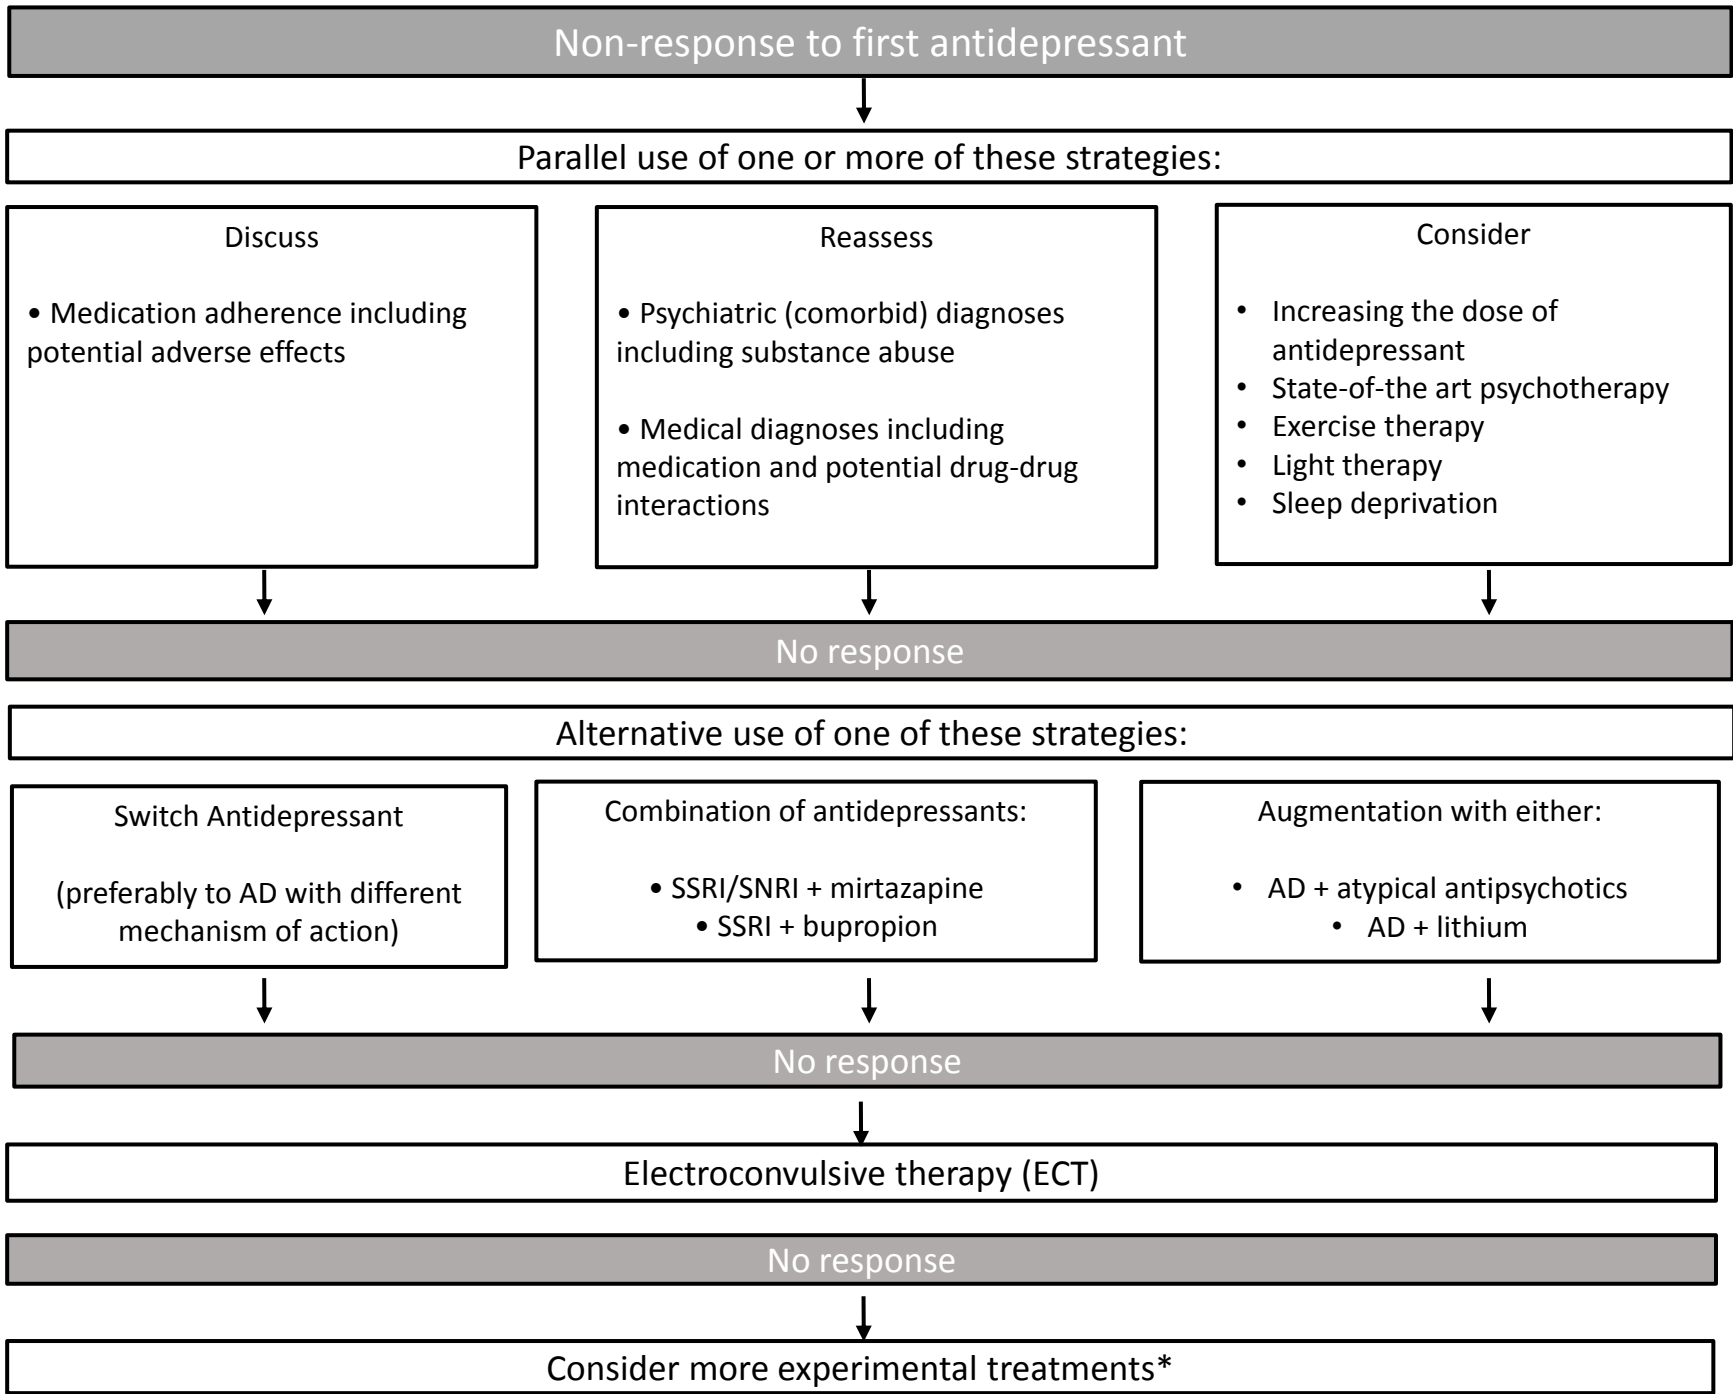 Non-response to first antidepressant
Parallel use of one or more of these strategies:
Discuss
• Medication adherence including
potential adverse effects
Reassess
• Psychiatric (comorbid) diagnoses
including substance abuse
• Medical diagnoses including
medication and potential drug-drug
interactions
Consider
• Increasing the dose of
antidepressant
• State-of-the art psychotherapy
• Exercise therapy
• Light therapy
• Sleep deprivation
No response
Alternative use of one of these strategies:
Switch Antidepressant
(preferably to AD with different
mechanism of action)
Combination of antidepressants:
• SSRI/SNRI + mirtazapine
• SSRI + bupropion
Augmentation with either:
• AD + atypical antipsychotics
• AD + lithium
No response
Electroconvulsive therapy (ECT)
No response
Consider more experimental treatments*